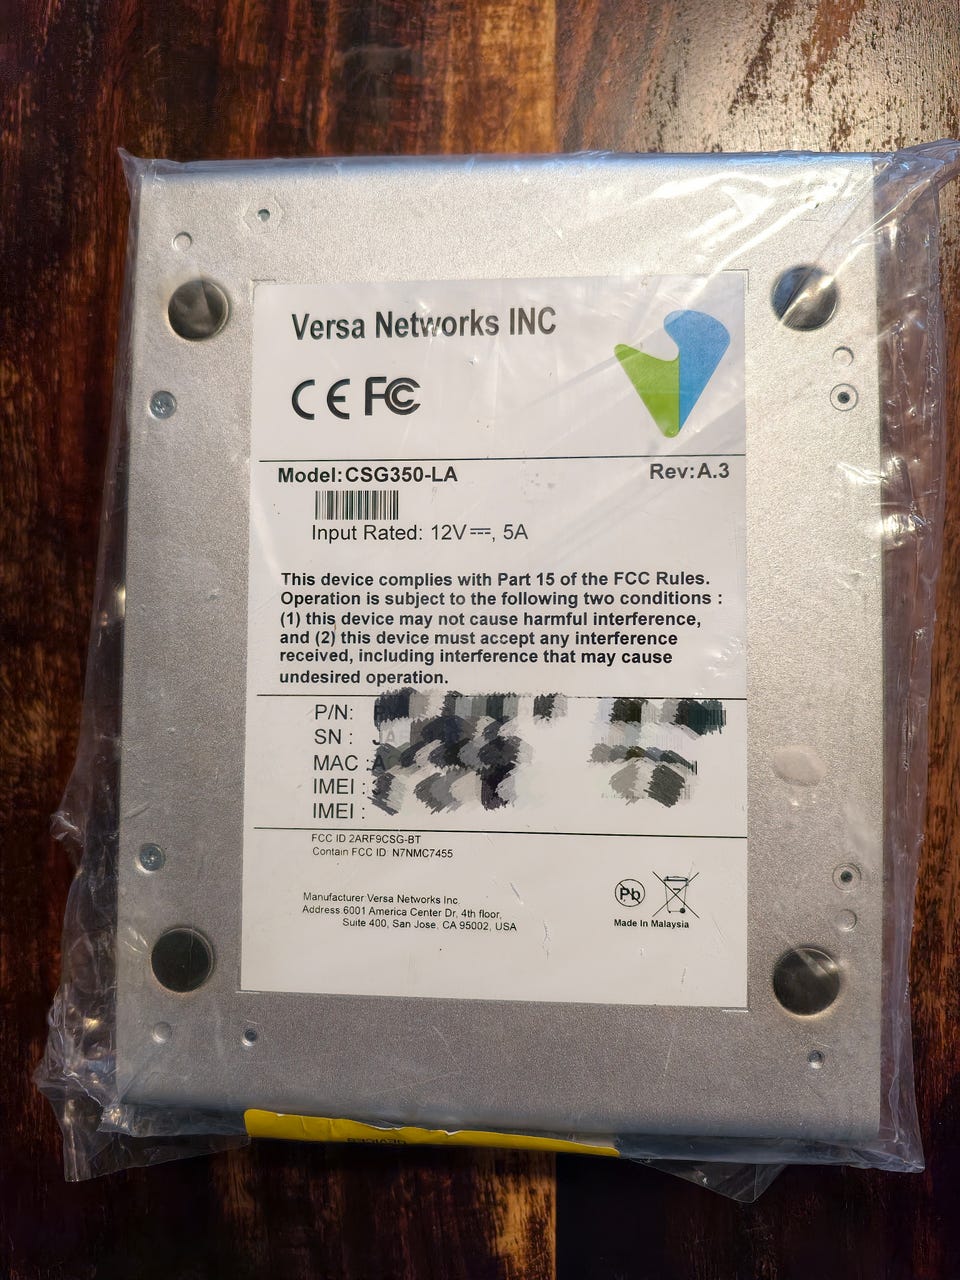 Versa Networks INC
CE FC
Model:CSG350-LA
Rev:A.3
Input Rated: 12V⎓, 5A
This device complies with Part 15 of the FCC Rules.
Operation is subject to the following two conditions :
(1) this device may not cause harmful interference,
and (2) this device must accept any interference
received, including interference that may cause
undesired operation.
P/N:
SN :
MAC :
IMEI :
IMEI :
FCC ID 2ARF9CSG-BT
Contain FCC ID: N7NMC7455
Manufacturer Versa Networks Inc.
Address 6001 America Center Dr, 4th floor,
Suite 400, San Jose, CA 95002, USA
Pb
Made In Malaysia
DEVICES